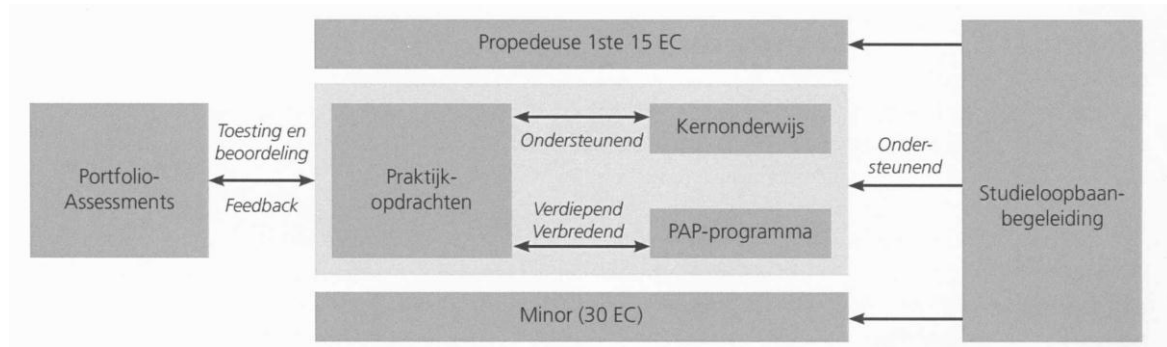 Propedeuse 1ste 15 EC
Portfolio-
Assessments
Toesting en
beoordeling
Feedback
Praktijk-
opdrachten
Ondersteunend
Kernonderwijs
Verdiepend
Verbredend
PAP-programma
Onder-
steunend
Studieloopbaan-
begeleiding
Minor (30 EC)